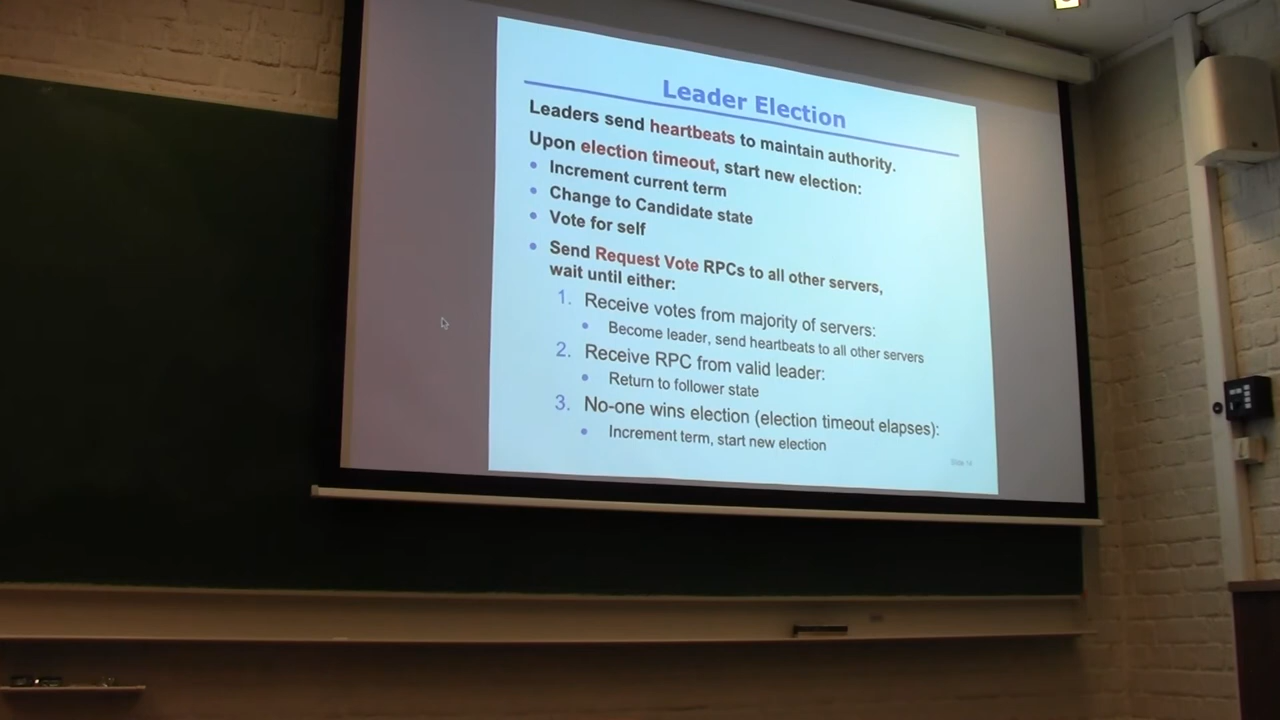 Leader Election
Leaders send heartbeats to maintain authority.
Upon election timeout, start new election:
• Increment current term
• Change to Candidate state
• Vote for self
• Send Request Vote RPCs to all other servers,
wait until either:
1. Receive votes from majority of servers:
• Become leader, send heartbeats to all other servers
2. Receive RPC from valid leader:
• Return to follower state
3. No-one wins election (election timeout elapses):
• Increment term, start new election
Slide